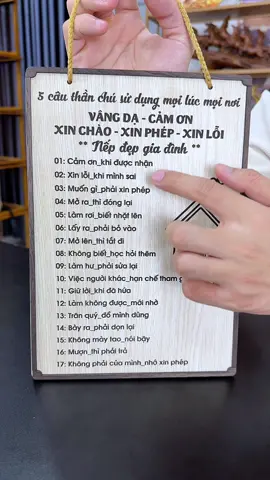 5 câu thần chú sử dụng mọi lúc mọi nơi
VÂNG DẠ - CẢM ƠN
XIN CHÀO - XIN PHÉP - XIN LỖI
** Nếp đẹp gia đình **
01: Cảm ơn_khi được nhận
02: Xin lỗi_khi mình sai
03: Muốn gì_phải xin phép
04: Mở ra_thì đóng lại
05: Làm rơi_biết nhặt lên
06: Lấy ra_phải bỏ vào
07: Mở lên_thì tắt đi
08: Không biết_học hỏi thêm
09: Làm hư_phải sửa lại
10: Việc người khác_hạn chế tham g
11: Giữ lời_khi đã hứa
12: Làm không được_mới nhờ
13: Trân quý_đồ mình dùng
14: Bày ra_phải dọn lại
15: Không mày tao_nói bậy
16: Mượn_thì phải trả
17: Không phải của mình_nhớ xin phép